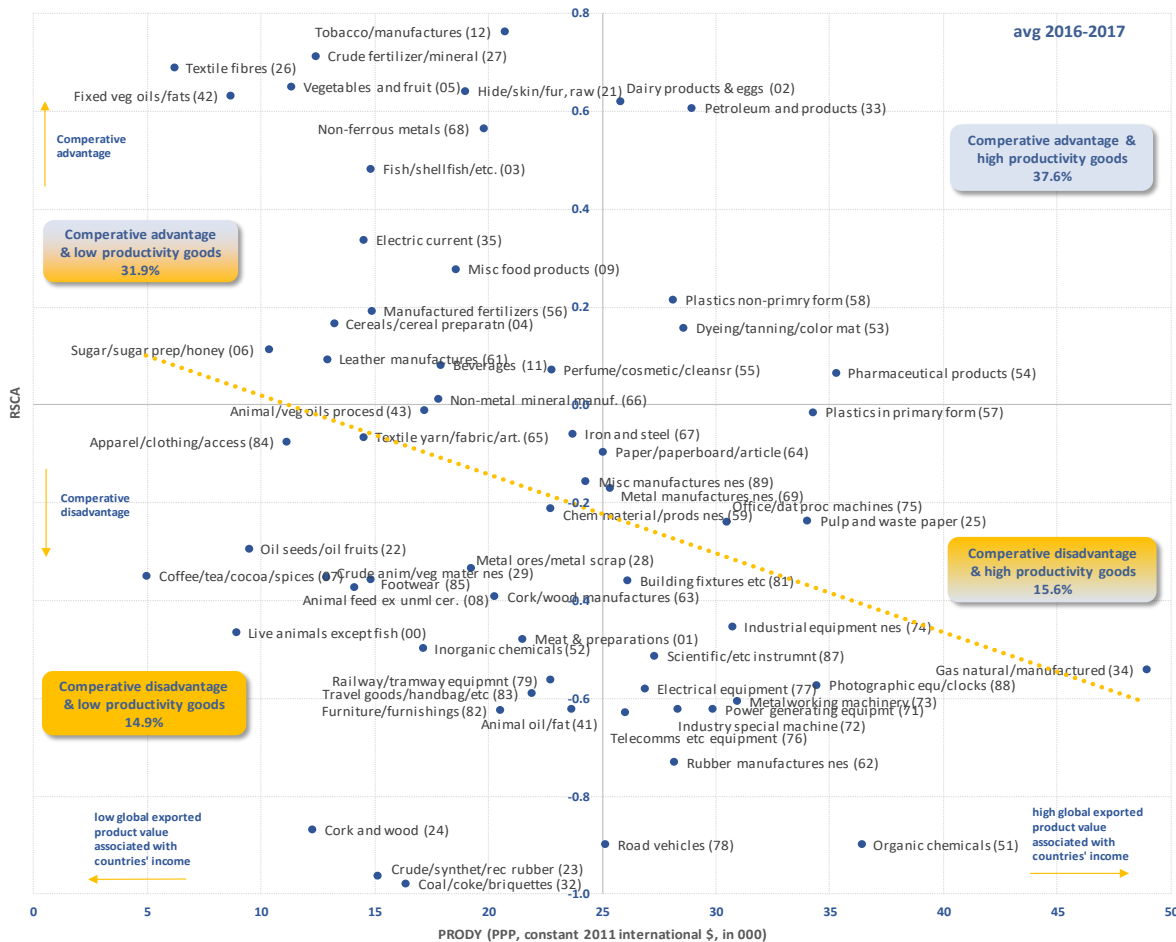 0.8
Tobacco/manufactures (12)
avg 2016-2017
Crude fertilizer/mineral (27)
Textile fibres (26)
Vegetables and fruit (05)
Hide/skin/fur, raw (21)
Dairy products & eggs (02)
Fixed veg oils/fats (42)
Petroleum and products (33)
0.6
Non-ferrous metals (68)
Comperative
advantage
Comperative advantage &
high productivity goods
37.6%
Fish/shellfish/etc. (03)
0.4
Comperative advantage
& low productivity goods
31.9%
Electric current (35)
Misc food products (09)
0.2
Plastics non-primry form (58)
Manufactured fertilizers (56)
Cereals/cereal preparatn (04)
Dyeing/tanning/color mat (53)
Sugar/sugar prep/honey (06)
Leather manufactures (61)
Beverages (11)
Perfume/cosmetic/cleansr (55)
Pharmaceutical products (54)
RSCA
Non-metal mineral manuf. (66)
0.0
Animal/veg oils procesd (43)
Plastics in primary form (57)
Apparel/clothing/access (84)
Textile yarn/fabric/art. (65)
Iron and steel (67)
Paper/paperboard/article (64)
Comperative
disadvantage
Misc manufactures nes (89)
Metal manufactures nes (69)
-0.2
Office/dat proc machines (75)
Chem material/prods nes (59)
Pulp and waste paper (25)
Oil seeds/oil fruits (22)
Metal ores/metal scrap (28)
Coffee/tea/cocoa/spices (07)
Crude anim/veg mater nes (29)
Footwear (85)
Building fixtures etc (81)
Comperative disadvantage
& high productivity goods
15.6%
Animal feed ex unml cer. (08)
Cork/wood manufactures (63)
-0.4
Live animals except fish (00)
Meat & preparations (01)
Industrial equipment nes (74)
Inorganic chemicals (52)
Scientific/etc instrumnt (87)
Gas natural/manufactured (34)
Comperative disadvantage
& low productivity goods
14.9%
Railway/tramway equipmnt (79)
Travel goods/handbag/etc (83)
Electrical equipment (77)
Photographic equ/clocks (88)
-0.6
Furniture/furnishings (82)
Metalworking machinery (73)
Power generating equipmt (71)
Animal oil/fat (41)
Industry special machine (72)
Telecomms etc equipment (76)
Rubber manufactures nes (62)
-0.8
low global exported
product value
associated with
countries' income
high global exported
product value
associated with
countries' income
Cork and wood (24)
Road vehicles (78)
Organic chemicals (51)
Crude/synthet/rec rubber (23)
Coal/coke/briquettes (32)
-1.0
0 5 10 15 20 25 30 35 40 45 50
PRODY (PPP, constant 2011 international $, in 000)